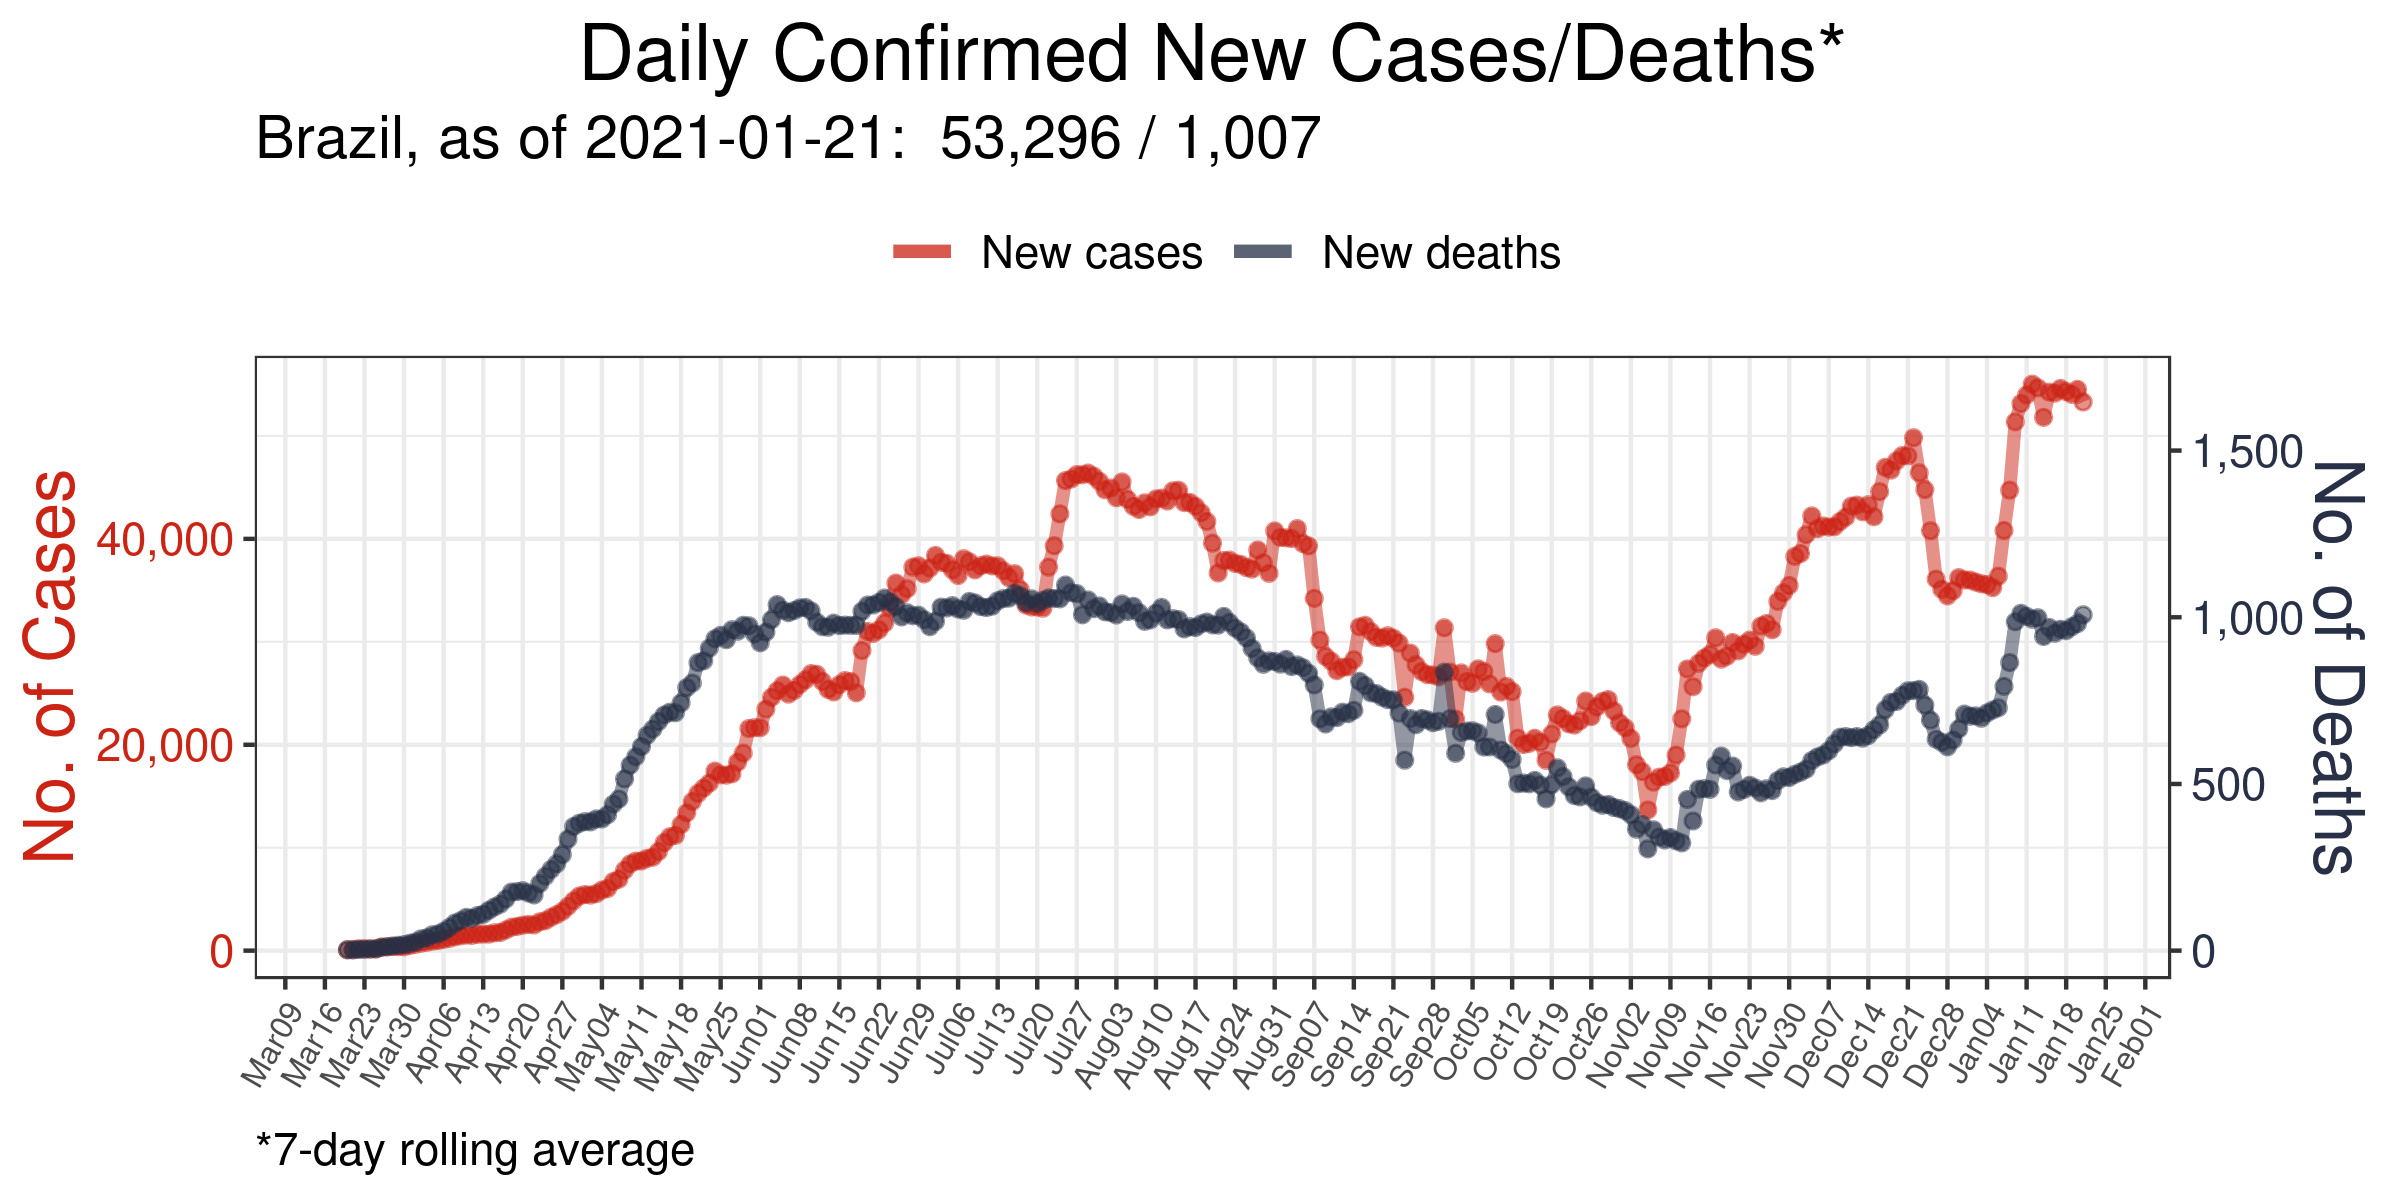 Daily Confirmed New Cases/Deaths*
Brazil, as of 2021-01-21:  53,296 / 1,007
New cases
New deaths
No. of Cases
40,000
20,000
0
1,500
1,000
500
0
No. of Deaths
Mar09
Mar16
Mar23
Mar30
Apr06
Apr13
Apr20
Apr27
May04
May11
May18
May25
Jun01
Jun08
Jun15
Jun22
Jun29
Jul06
Jul13
Jul20
Jul27
Aug03
Aug10
Aug17
Aug24
Aug31
Sep07
Sep14
Sep21
Sep28
Oct05
Oct12
Oct19
Oct26
Nov02
Nov09
Nov16
Nov23
Nov30
Dec07
Dec14
Dec21
Dec28
Jan04
Jan11
Jan18
Jan25
Feb01
*7-day rolling average